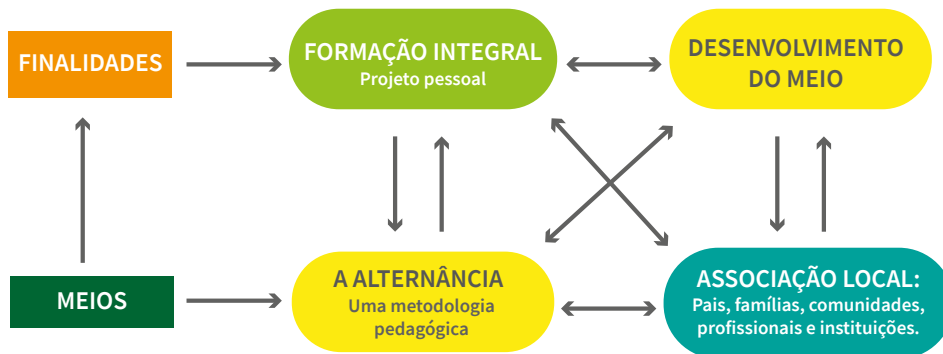 FINALIDADES
FORMAÇÃO INTEGRAL
Projeto pessoal
DESENVOLVIMENTO
DO MEIO
MEIOS
A ALTERNÂNCIA
Uma metodologia
pedagógica
ASSOCIAÇÃO LOCAL:
Pais, famílias, comunidades,
profissionais e instituições.